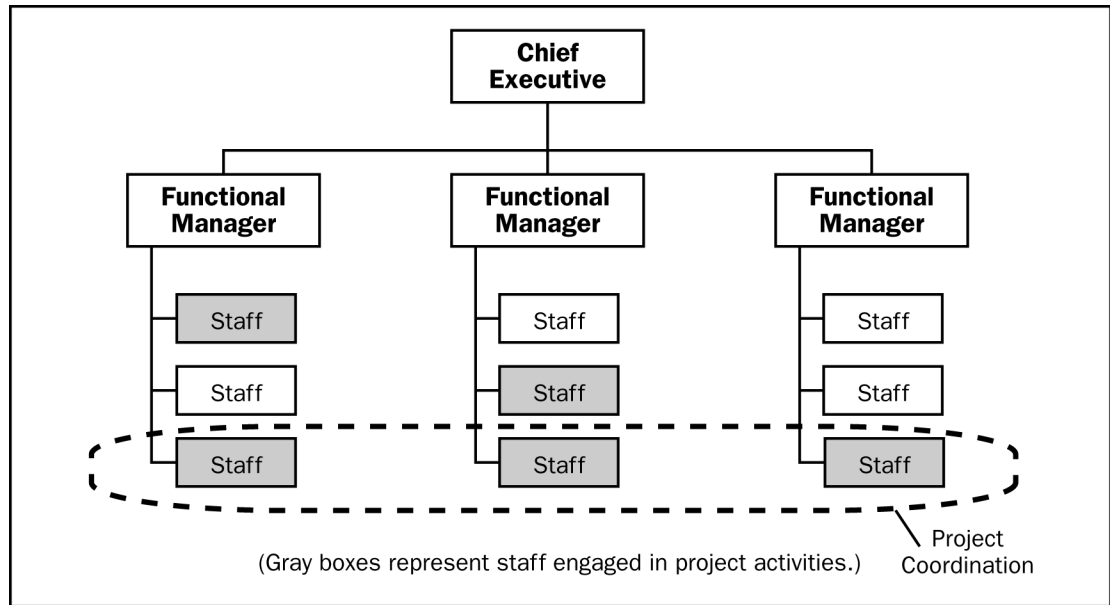 Chief
Executive
Functional
Manager
Functional
Manager
Functional
Manager
Staff
Staff
Staff
Staff
Staff
Staff
Staff
Staff
Staff
(Gray boxes represent staff engaged in project activities.)
Project
Coordination